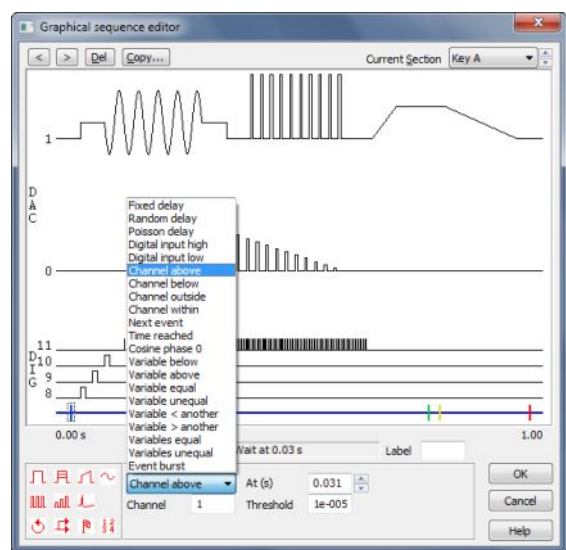 Graphical sequence editor
< > Del Copy... Current Section Key A
1
DAC
Fixed delay
Random delay
Poisson delay
Digital input high
Digital input low
Channel above
Channel below
Channel outside
Channel within
Next event
Time reached
Cosine phase 0
Variable below
Variable above
Variable equal
Variable unequal
Variable < another
Variable > another
Variables equal
Variables unequal
Event burst
0
DIG
11
10
9
8
0.00 s 1.00
Wait at 0.03 s Label
Channel above At (s) 0.031
Channel 1 Threshold 1e-005
OK
Cancel
Help